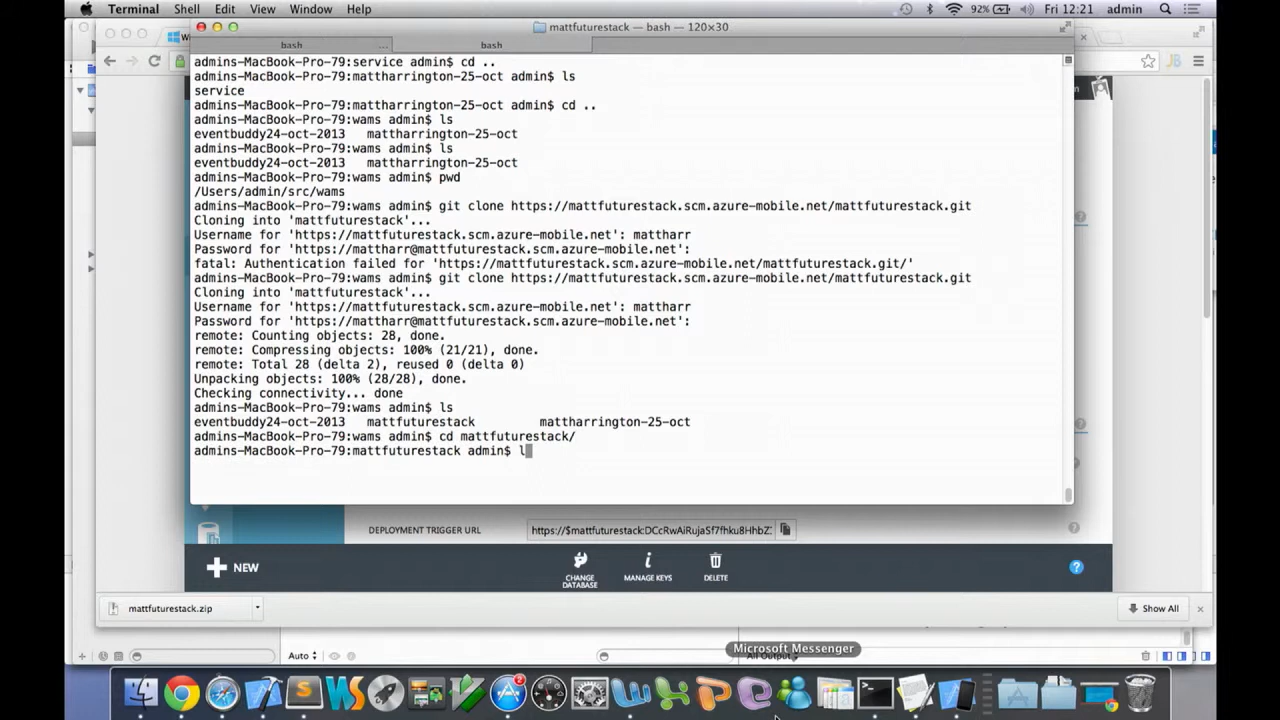 Terminal Shell Edit View Window Help 92% Fri 12:21 admin
mattfuturestack — bash — 120×30
bash ... bash
admins-MacBook-Pro-79:service admin$ cd ..
admins-MacBook-Pro-79:mattharrington-25-oct admin$ ls
service
admins-MacBook-Pro-79:mattharrington-25-oct admin$ cd ..
admins-MacBook-Pro-79:wams admin$ ls
eventbuddy24-oct-2013 mattharrington-25-oct
admins-MacBook-Pro-79:wams admin$ ls
eventbuddy24-oct-2013 mattharrington-25-oct
admins-MacBook-Pro-79:wams admin$ pwd
/Users/admin/src/wams
admins-MacBook-Pro-79:wams admin$ git clone https://mattfuturestack.scm.azure-mobile.net/mattfuturestack.git
Cloning into 'mattfuturestack'...
Username for 'https://mattfuturestack.scm.azure-mobile.net': mattharr
Password for 'https://mattharr@mattfuturestack.scm.azure-mobile.net':
fatal: Authentication failed for 'https://mattfuturestack.scm.azure-mobile.net/mattfuturestack.git/'
admins-MacBook-Pro-79:wams admin$ git clone https://mattfuturestack.scm.azure-mobile.net/mattfuturestack.git
Cloning into 'mattfuturestack'...
Username for 'https://mattfuturestack.scm.azure-mobile.net': mattharr
Password for 'https://mattharr@mattfuturestack.scm.azure-mobile.net':
remote: Counting objects: 28, done.
remote: Compressing objects: 100% (21/21), done.
remote: Total 28 (delta 2), reused 0 (delta 0)
Unpacking objects: 100% (28/28), done.
Checking connectivity... done
admins-MacBook-Pro-79:wams admin$ ls
eventbuddy24-oct-2013 mattfuturestack mattharrington-25-oct
admins-MacBook-Pro-79:wams admin$ cd mattfuturestack/
admins-MacBook-Pro-79:mattfuturestack admin$ l
DEPLOYMENT TRIGGER URL
NEW
CHANGE DATABASE
MANAGE KEYS
DELETE
mattfuturestack.zip
Show All
Microsoft Messenger
Auto